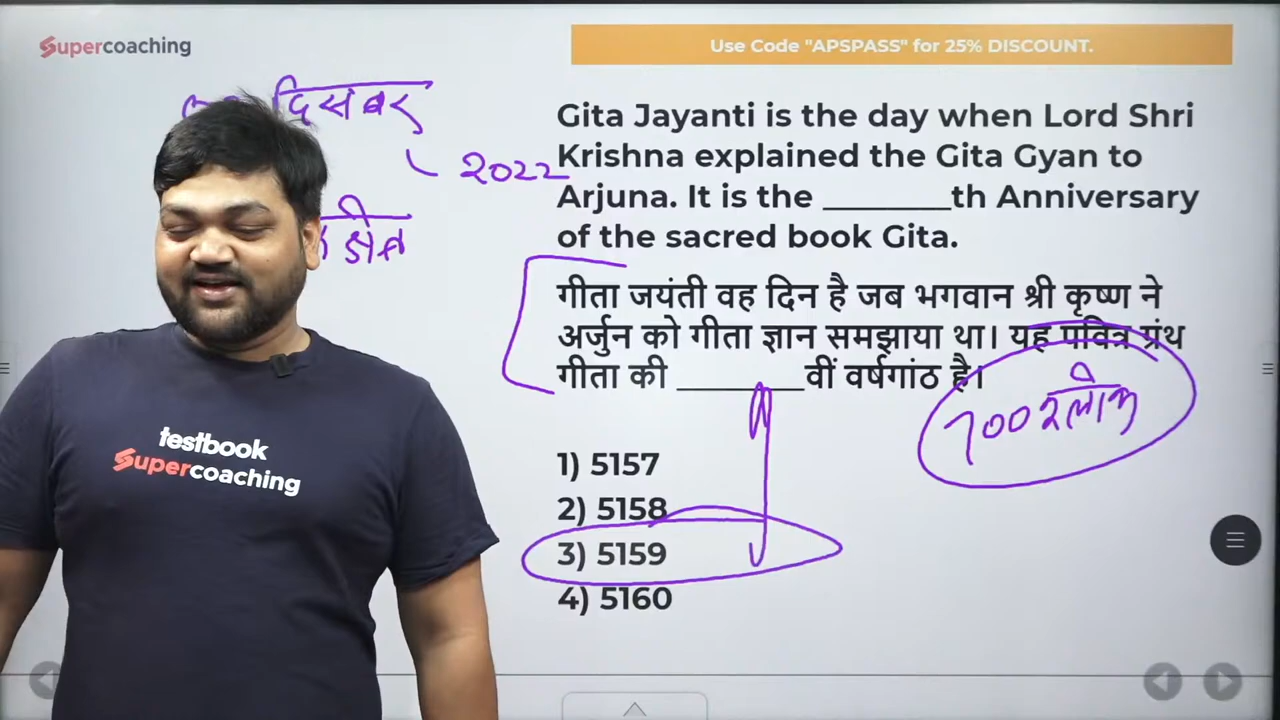 Supercoaching
Use Code "APSPASS" for 25% DISCOUNT.
दिसंबर
2022
Gita Jayanti is the day when Lord Shri
Krishna explained the Gita Gyan to
Arjuna. It is the ________th Anniversary
of the sacred book Gita.
गीता जयंती वह दिन है जब भगवान श्री कृष्ण ने
अर्जुन को गीता ज्ञान समझाया था। यह पवित्र ग्रंथ
गीता की ________वीं वर्षगांठ है।
700 श्लोक
1) 5157
2) 5158
3) 5159
4) 5160
testbook
Supercoaching